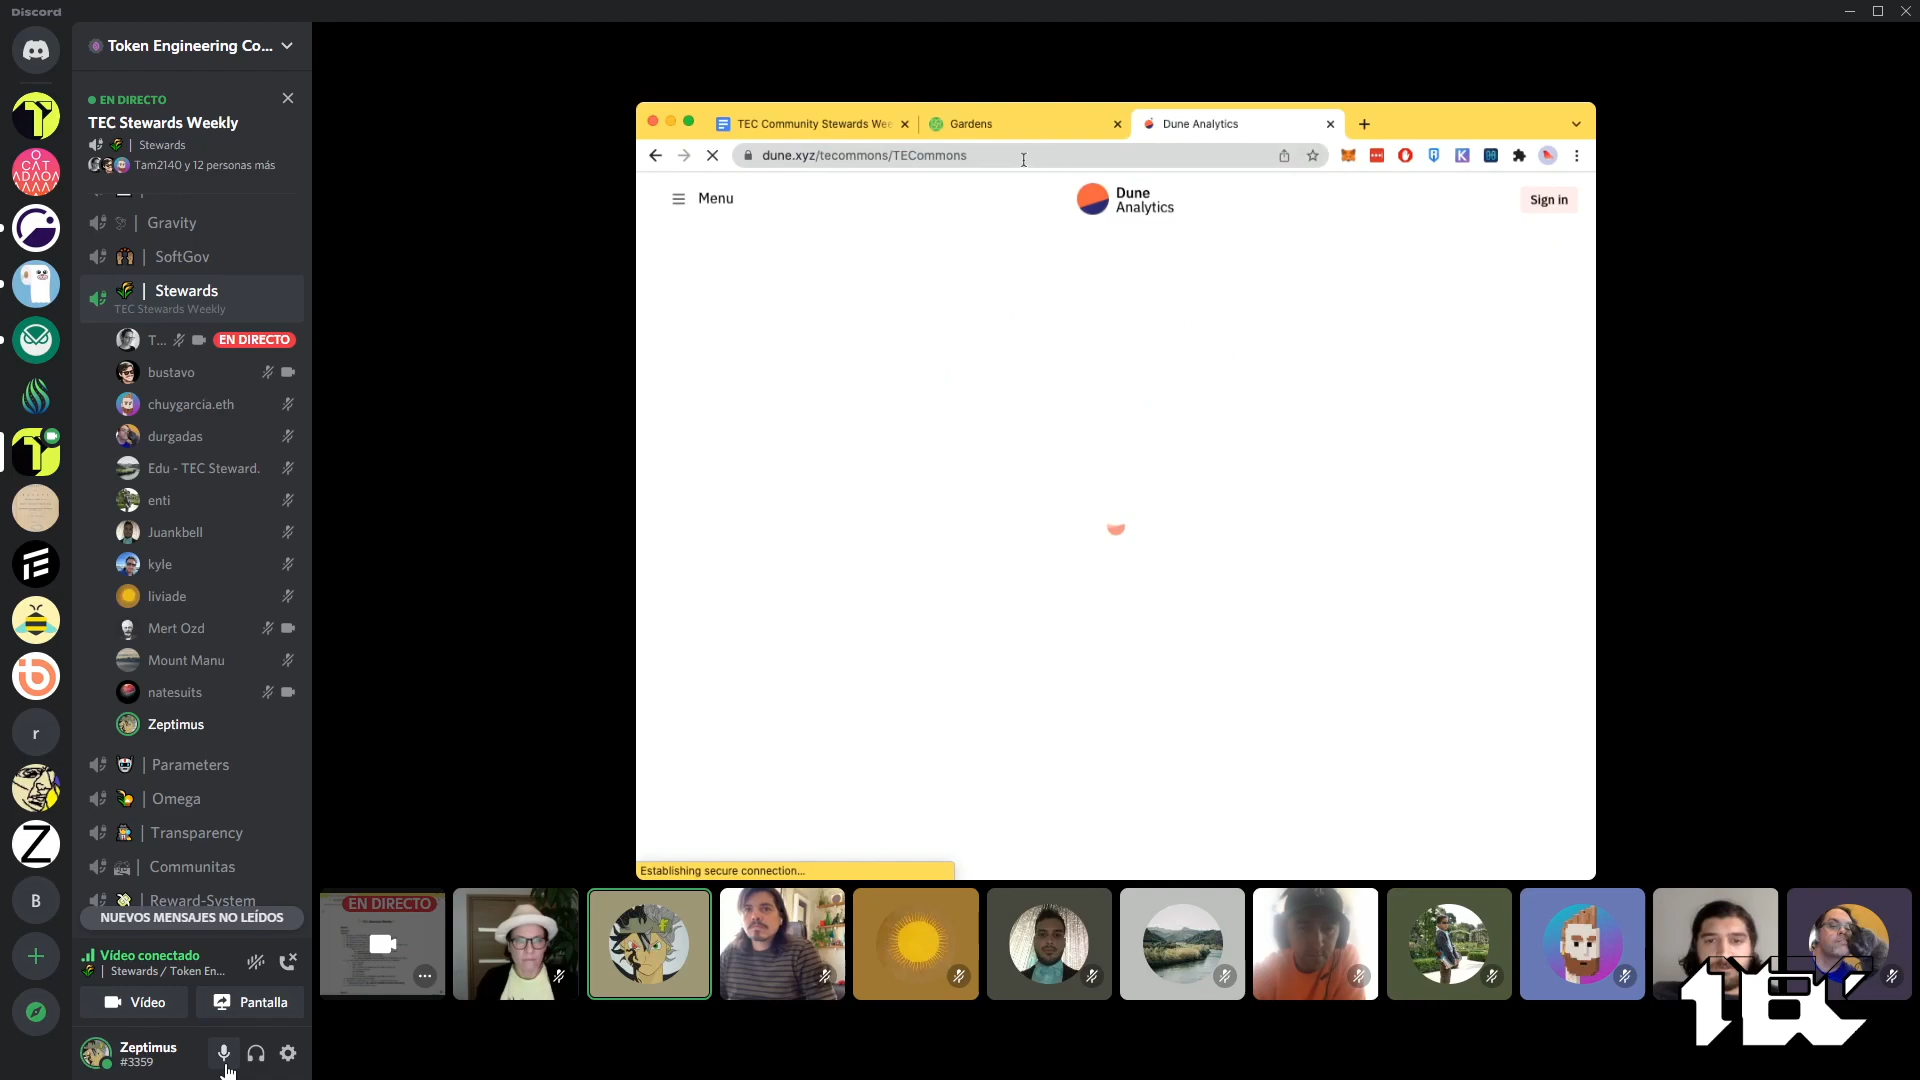 Discord
Token Engineering Co...
EN DIRECTO
TEC Stewards Weekly
Stewards
Tam2140 y 12 personas más
Gravity
SoftGov
Stewards
TEC Stewards Weekly
T... EN DIRECTO
bustavo
chuygarcia.eth
durgadas
Edu - TEC Steward.
enti
Juankbell
kyle
liviade
Mert Ozd
Mount Manu
natesuits
Zeptimus
Parameters
Omega
Transparency
Communitas
Reward-System
NUEVOS MENSAJES NO LEÍDOS
Vídeo conectado
Stewards / Token En...
Vídeo
Pantalla
Zeptimus
#3359
r
B
TEC Community Stewards Wee
Gardens
Dune Analytics
dune.xyz/tecommons/TECommons
Menu
Dune
Analytics
Sign in
Establishing secure connection...
EN DIRECTO
TEC